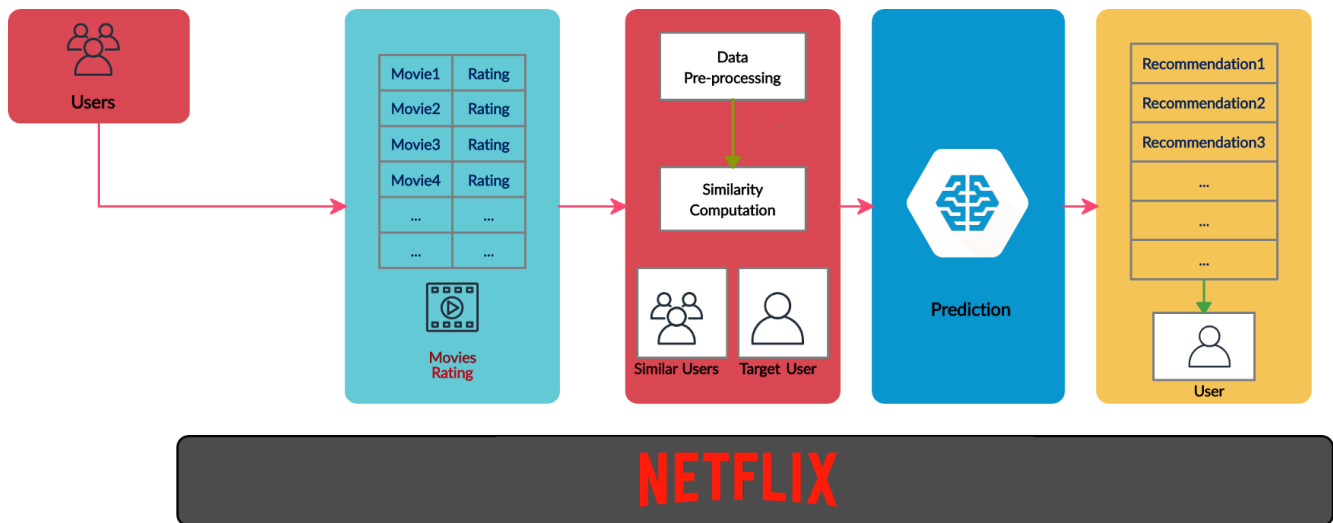 Users
Movie1 Rating
Movie2 Rating
Movie3 Rating
Movie4 Rating
... ...
... ...
Movies
Rating
Data
Pre-processing
Similarity
Computation
Similar Users
Target User
Prediction
Recommendation1
Recommendation2
Recommendation3
...
...
...
User
NETFLIX